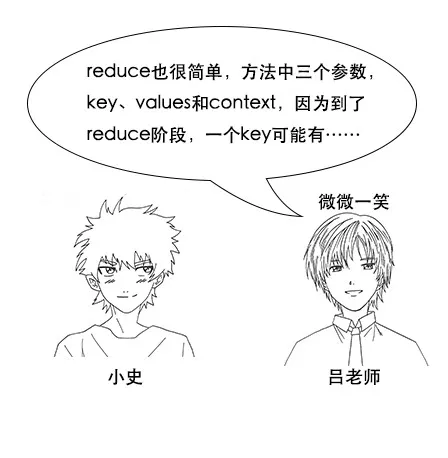 reduce也很简单，方法中三个参数，
key、values和context，因为到了
reduce阶段，一个key可能有……
微微一笑
小史
吕老师